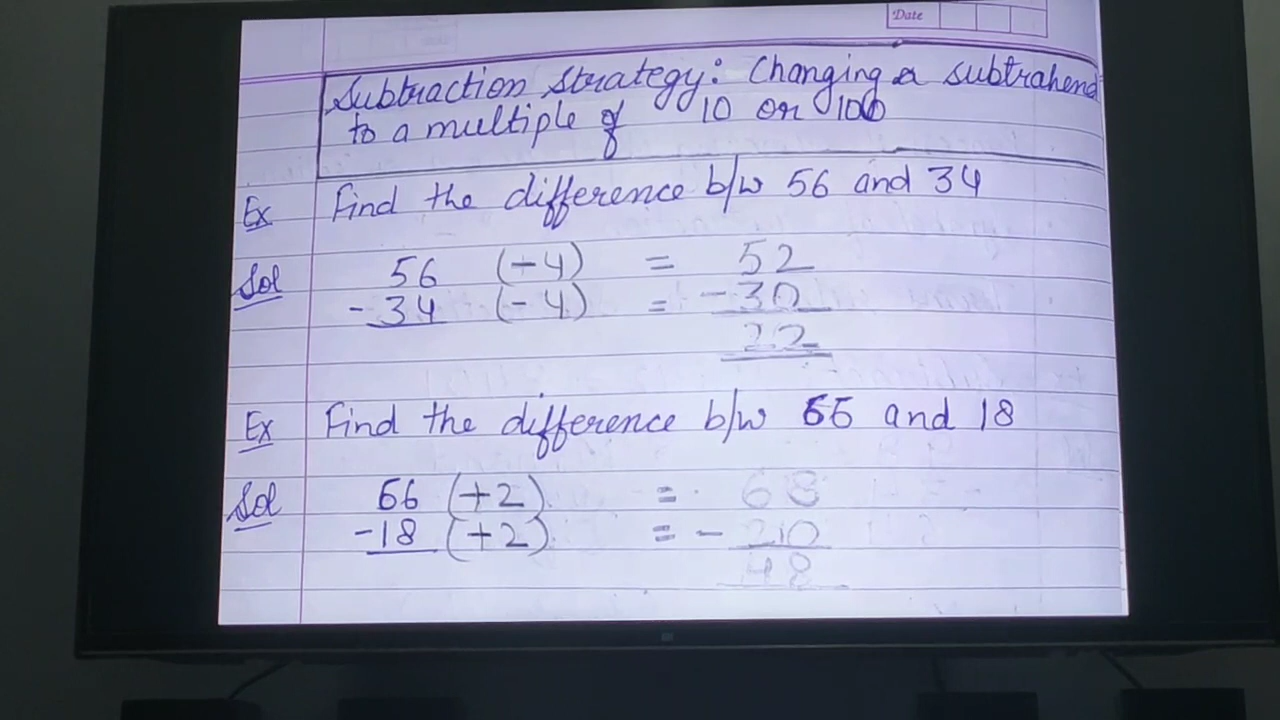 Date
Subtraction Strategy: Changing a subtrahend
to a multiple of 10 or 100
Ex Find the difference b/w 56 and 34
Sol 56 (-4) = 52
- 34 (-4) = -30
22
Ex Find the difference b/w 66 and 18
Sol 66 (+2) = 68
-18 (+2) = - 20
48